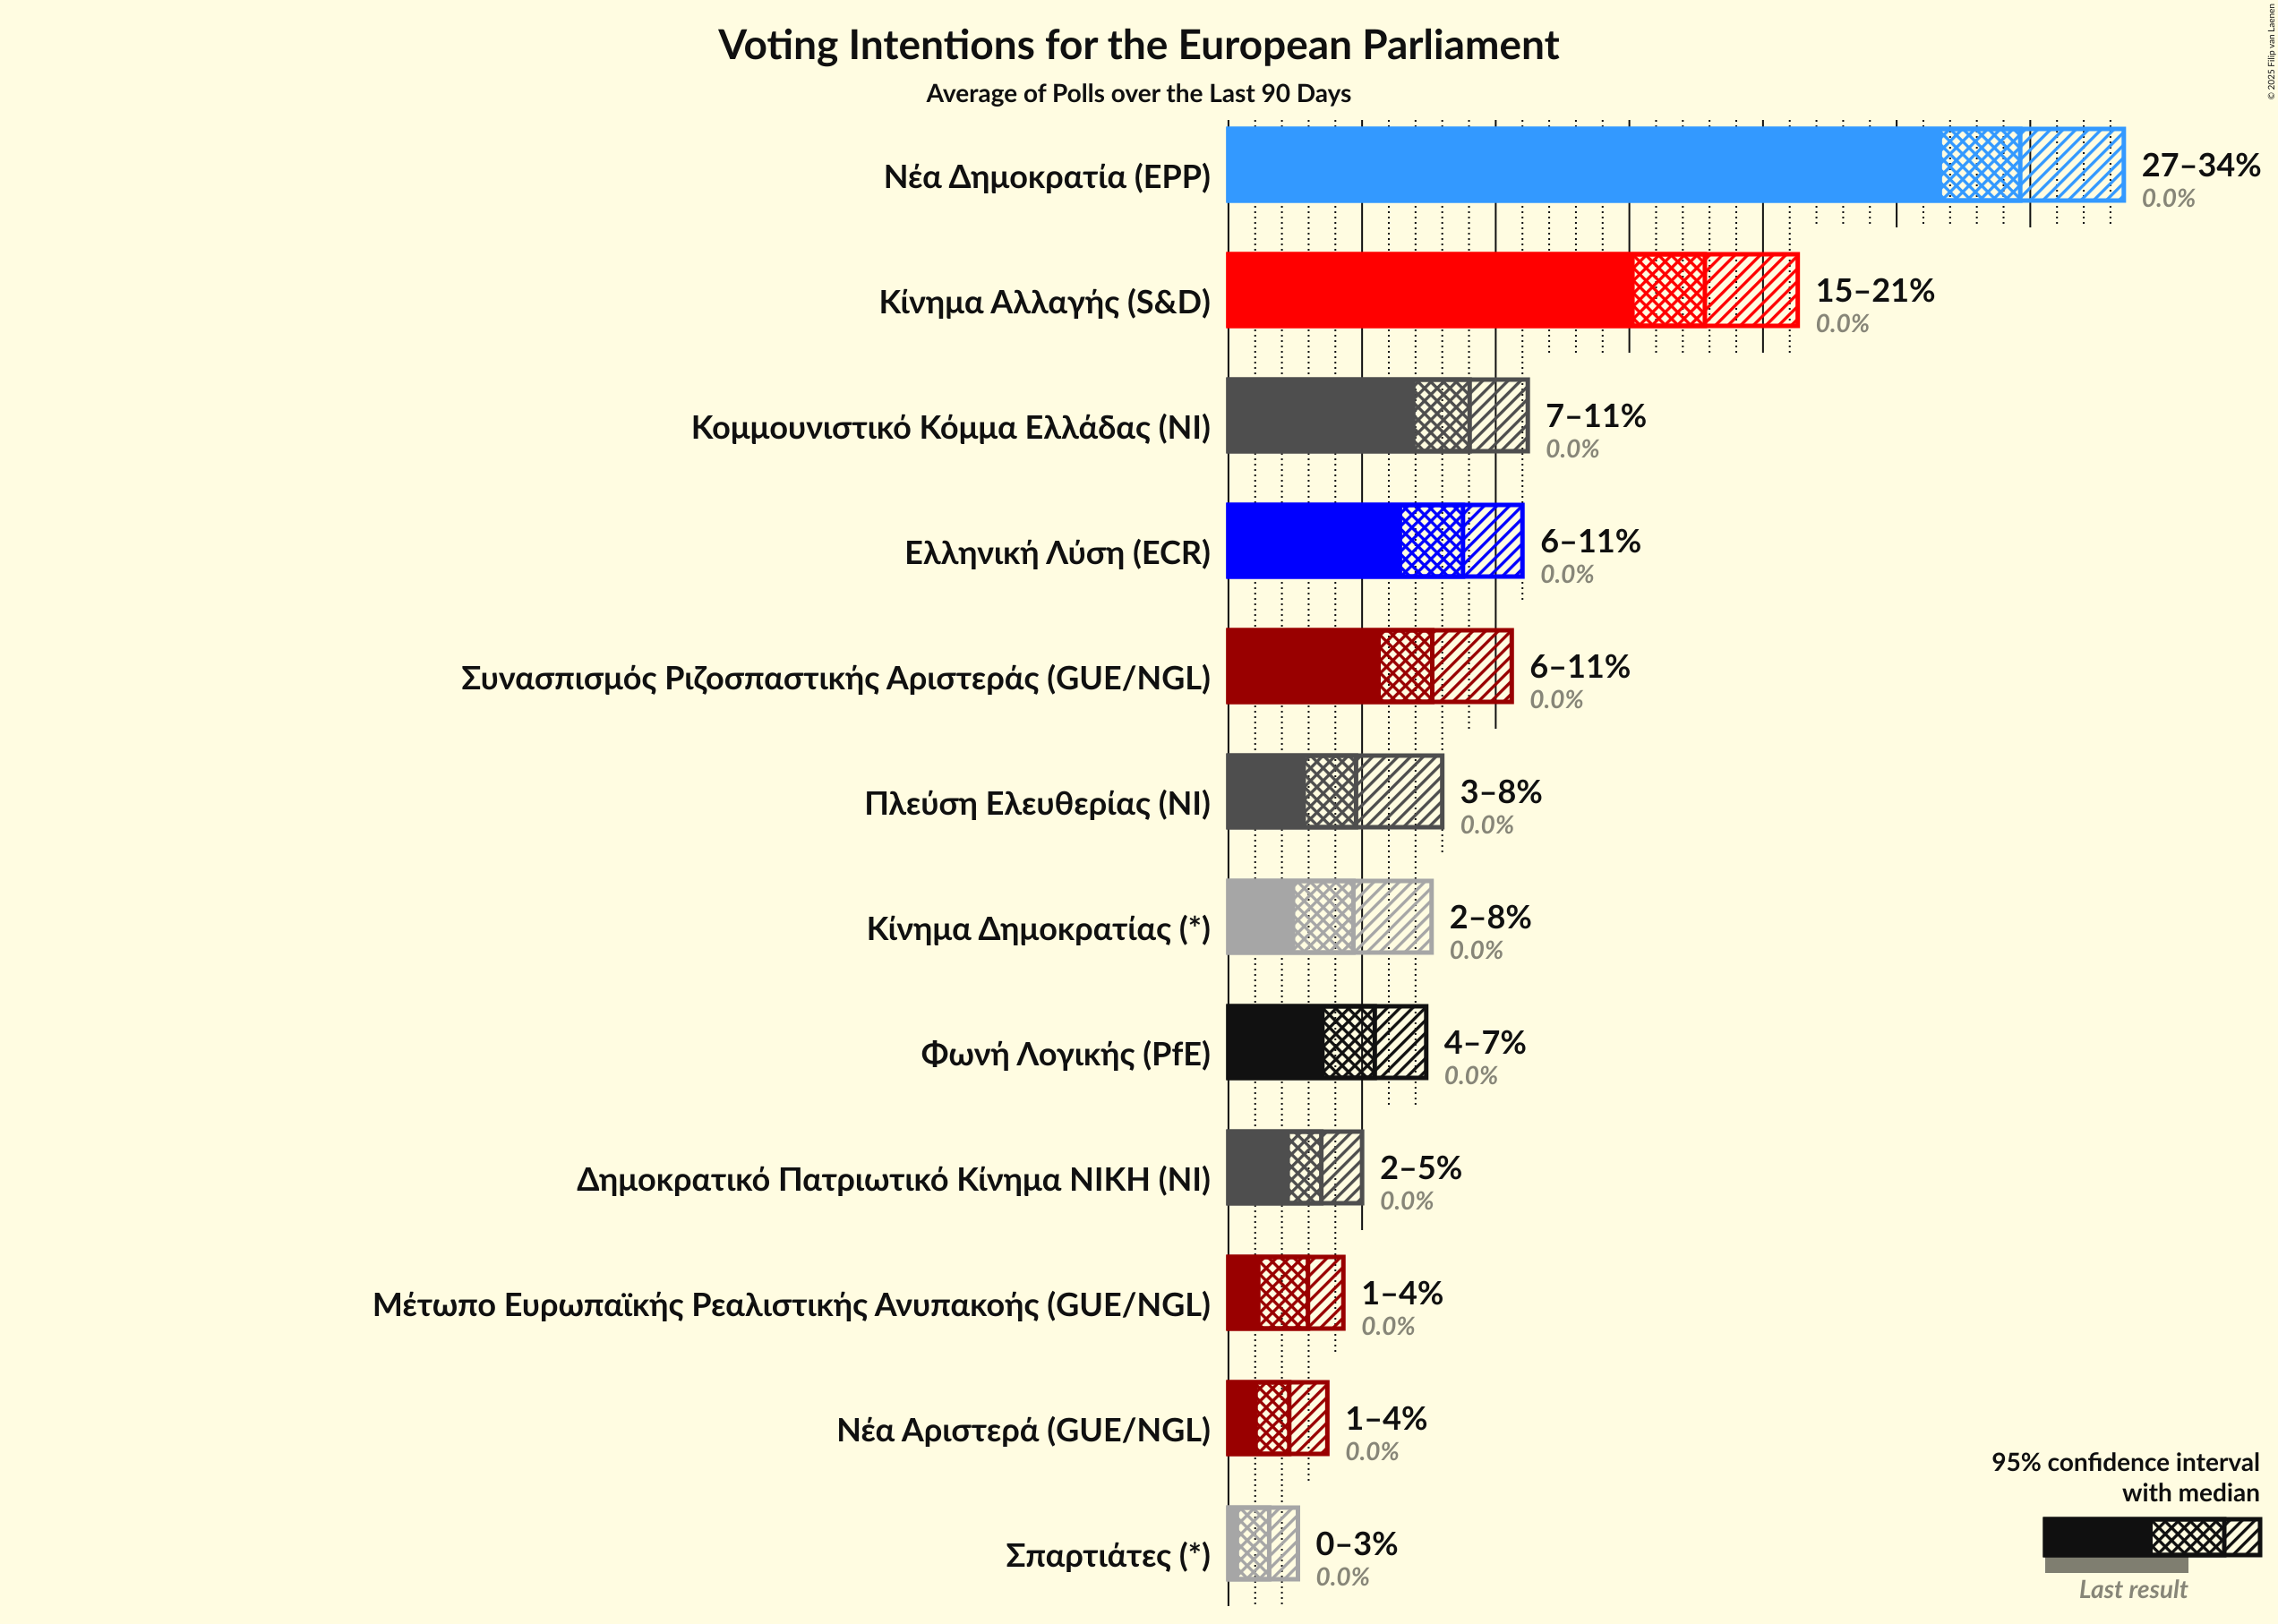 Voting Intentions for the European Parliament
Average of Polls over the Last 90 Days
© 2025 Filip van Laenen
Νέα Δημοκρατία (EPP)
27–34%
0.0%
Κίνημα Αλλαγής (S&D)
15–21%
0.0%
Κομμουνιστικό Κόμμα Ελλάδας (NI)
7–11%
0.0%
Ελληνική Λύση (ECR)
6–11%
0.0%
Συνασπισμός Ριζοσπαστικής Αριστεράς (GUE/NGL)
6–11%
0.0%
Πλεύση Ελευθερίας (NI)
3–8%
0.0%
Κίνημα Δημοκρατίας (*)
2–8%
0.0%
Φωνή Λογικής (PfE)
4–7%
0.0%
Δημοκρατικό Πατριωτικό Κίνημα ΝΙΚΗ (NI)
2–5%
0.0%
Μέτωπο Ευρωπαϊκής Ρεαλιστικής Ανυπακοής (GUE/NGL)
1–4%
0.0%
Νέα Αριστερά (GUE/NGL)
1–4%
0.0%
Σπαρτιάτες (*)
0–3%
0.0%
95% confidence interval
with median
Last result